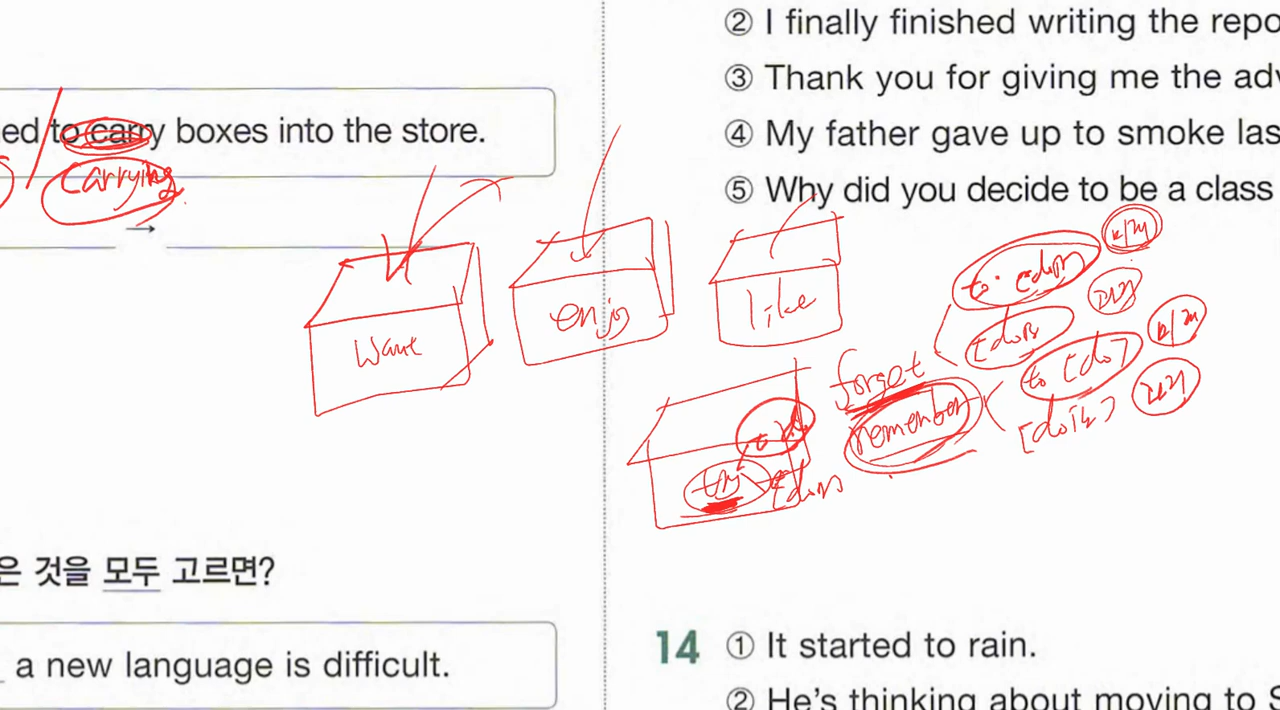 ed to carry boxes into the store.
carrying
→
은 것을 모두 고르면?
a new language is difficult.
② I finally finished writing the repo
③ Thank you for giving me the adv
④ My father gave up to smoke las
⑤ Why did you decide to be a class
want
enjoy
like
try
forget
remember
to
to [do]
14 ① It started to rain.
② He's thinking about moving to S